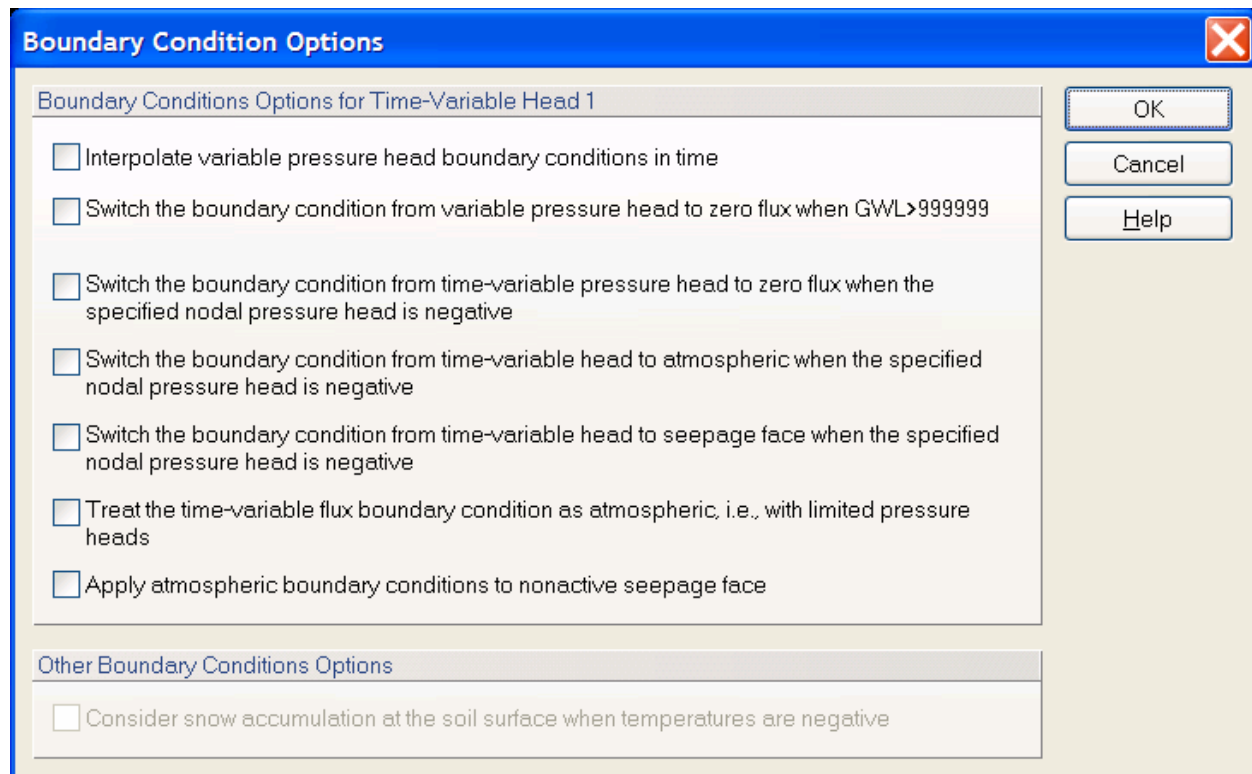 Boundary Condition Options
Boundary Conditions Options for Time-Variable Head 1
OK
Interpolate variable pressure head boundary conditions in time
Cancel
Switch the boundary condition from variable pressure head to zero flux when GWL>999999
Help
Switch the boundary condition from time-variable pressure head to zero flux when the
specified nodal pressure head is negative
Switch the boundary condition from time-variable head to atmospheric when the specified
nodal pressure head is negative
Switch the boundary condition from time-variable head to seepage face when the specified
nodal pressure head is negative
Treat the time-variable flux boundary condition as atmospheric, i.e., with limited pressure
heads
Apply atmospheric boundary conditions to nonactive seepage face
Other Boundary Conditions Options
Consider snow accumulation at the soil surface when temperatures are negative